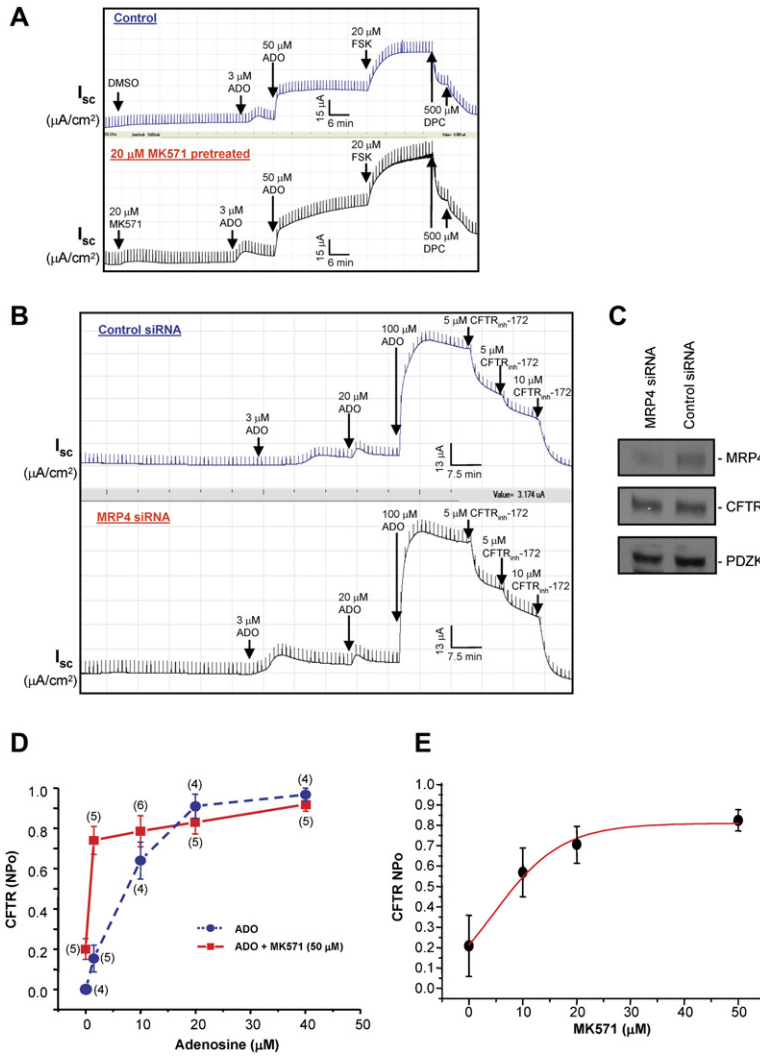 A
Control
DMSO
3 µM
ADO
50 µM
ADO
20 µM
FSK
500 µM
DPC
Isc
(µA/cm²)
15 µA
6 min
20 µM MK571 pretreated
20 µM
MK571
3 µM
ADO
50 µM
ADO
20 µM
FSK
500 µM
DPC
Isc
(µA/cm²)
15 µA
6 min
B
Control siRNA
3 µM
ADO
20 µM
ADO
100 µM
ADO
5 µM CFTRinh-172
5 µM
CFTRinh-172
10 µM
CFTRinh-172
13 µA
7.5 min
Value= 3.174 uA
MRP4 siRNA
3 µM
ADO
20 µM
ADO
100 µM
ADO
5 µM CFTRinh-172
5 µM
CFTRinh-172
10 µM
CFTRinh-172
13 µA
7.5 min
Isc
(µA/cm²)
C
MRP4 siRNA
Control siRNA
- MRP4
- CFTR
- PDZK
D
CFTR (NPo)
1.0
0.8
0.6
0.4
0.2
0.0
(5)
(4)
(5)
(5)
(6)
(4)
(4)
(5)
(4)
(5)
ADO
ADO + MK571 (50 µM)
0
10
20
30
40
50
Adenosine (µM)
E
CFTR NPo
1.0
0.9
0.8
0.7
0.6
0.5
0.4
0.3
0.2
0.1
0.0
0
10
20
30
40
50
MK571 (µM)